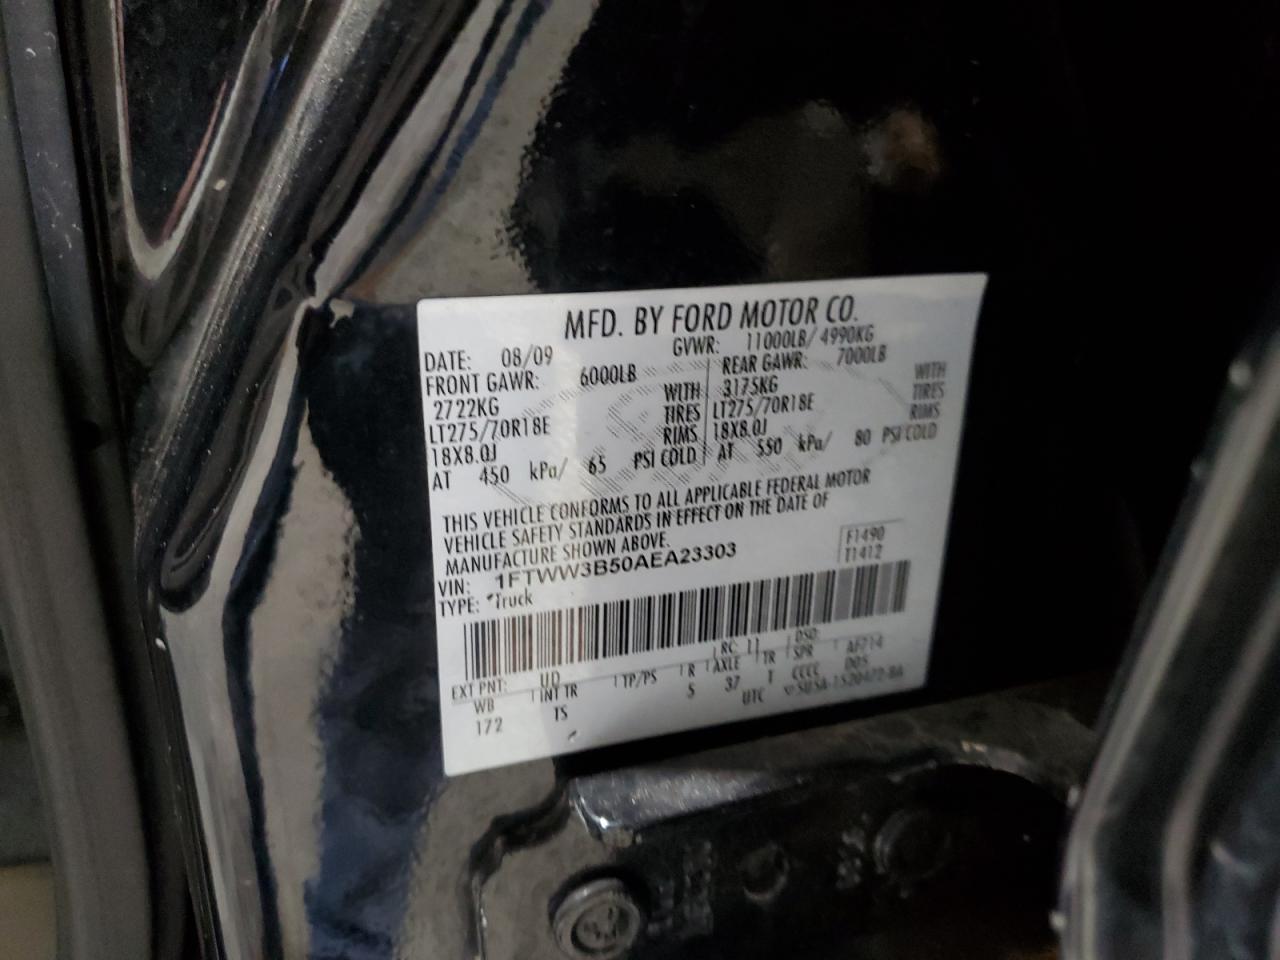 MFD. BY FORD MOTOR CO.
DATE: 08/09 GVWR: 11000LB/ 4990KG
FRONT GAWR: 6000LB REAR GAWR: 7000LB
2722KG WITH 3175KG WITH
LT275/70R18E TIRES LT275/70R18E TIRES
18X8.0J RIMS 18X8.0J RIMS
AT 450 kPa/ 65 PSI COLD AT 550 kPa/ 80 PSI COLD
THIS VEHICLE CONFORMS TO ALL APPLICABLE FEDERAL MOTOR
VEHICLE SAFETY STANDARDS IN EFFECT ON THE DATE OF
MANUFACTURE SHOWN ABOVE.
F1490
VIN: 1FTWW3B50AEA23303
T1412
TYPE: *Truck
EXT PNT: UD RC: 11 DSO:
WB INT TR TP/PS R AXLE TR SPR AF714
172 TS 5 37 T CCCC D05
UTC